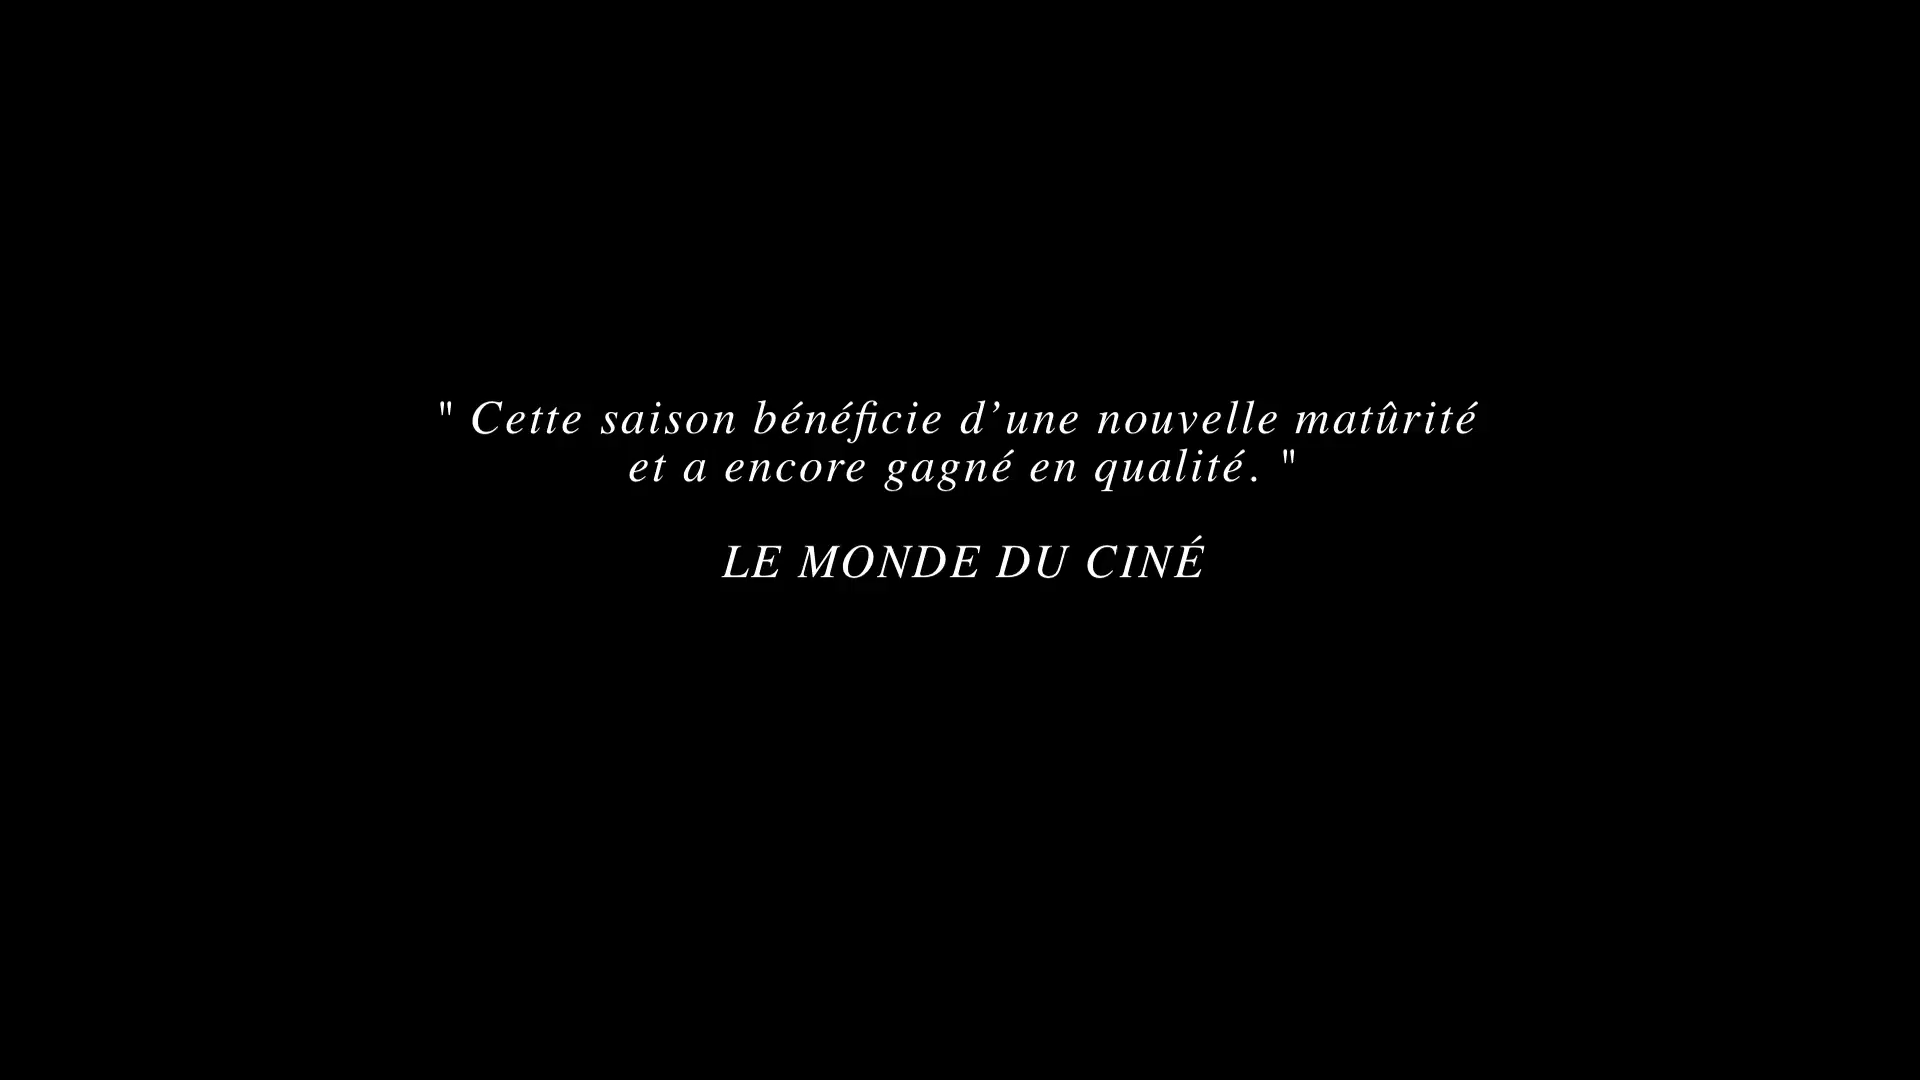 " Cette saison bénéficie d’une nouvelle matûrité
et a encore gagné en qualité. "
LE MONDE DU CINÉ